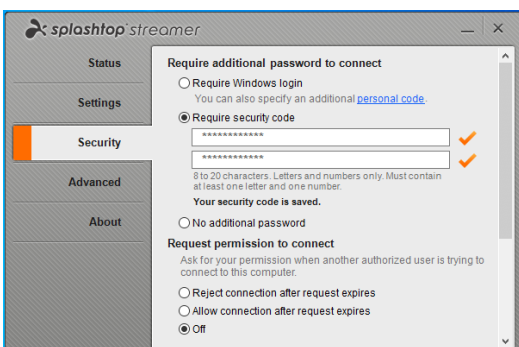 splashtop streamer
Status
Settings
Security
Advanced
About
Require additional password to connect
Require Windows login
You can also specify an additional personal code.
Require security code
************
************
8 to 20 characters. Letters and numbers only. Must contain
at least one letter and one number.
Your security code is saved.
No additional password
Request permission to connect
Ask for your permission when another authorized user is trying to
connect to this computer.
Reject connection after request expires
Allow connection after request expires
Off